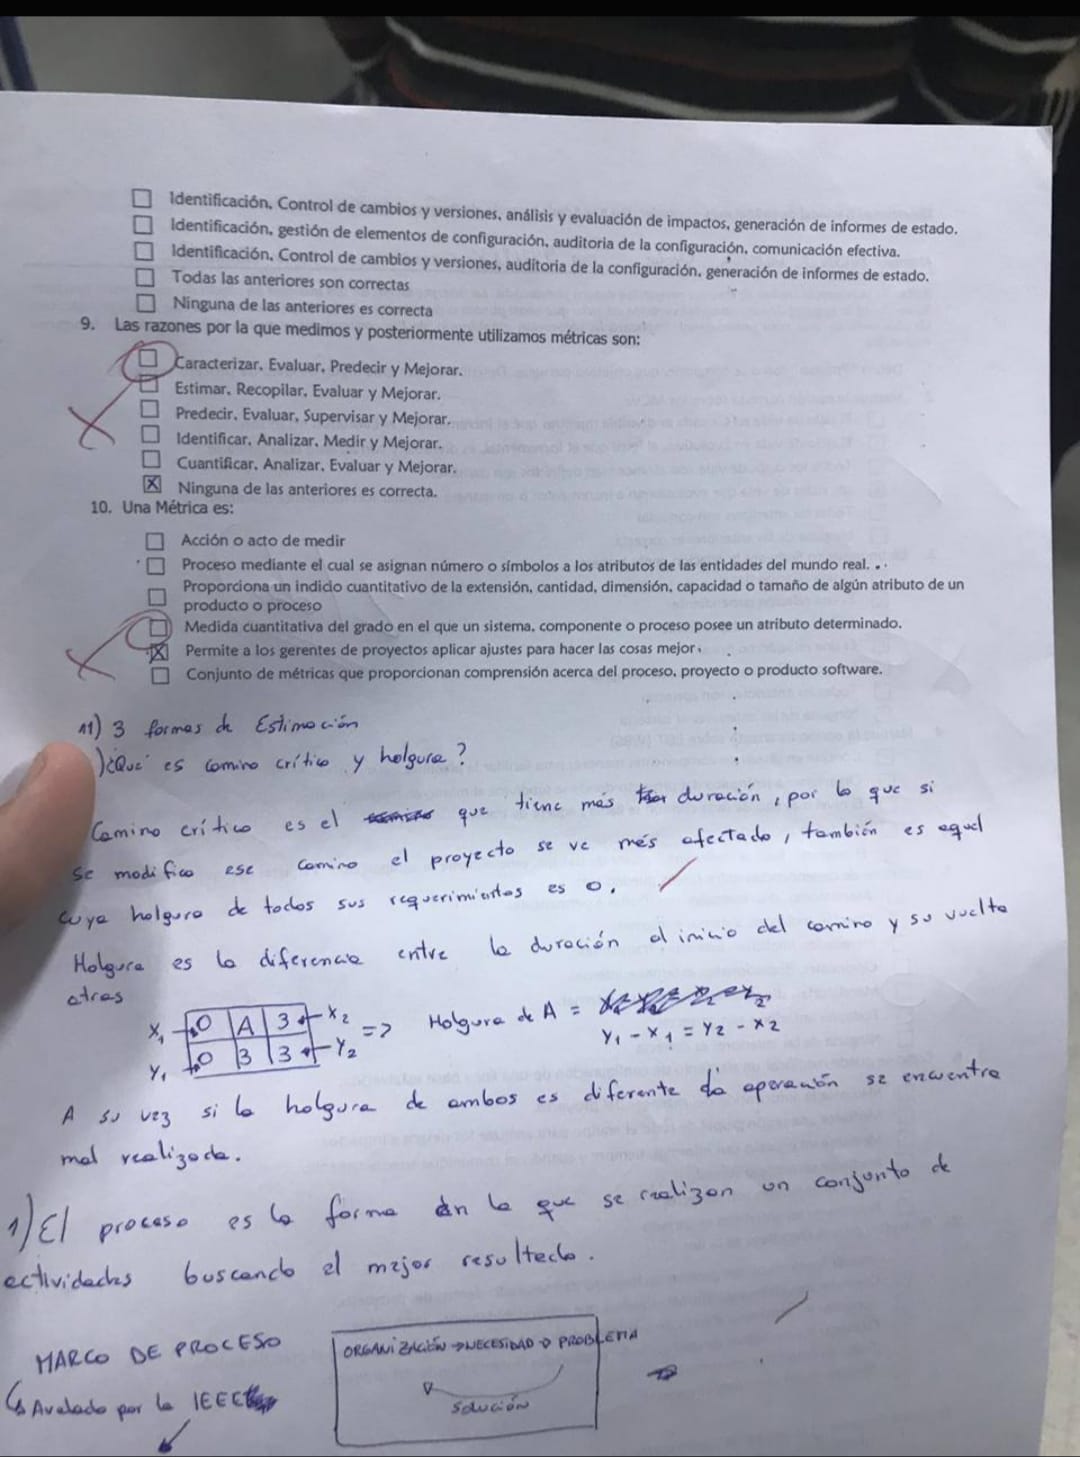 ☐ Identificación, Control de cambios y versiones, análisis y evaluación de impactos, generación de informes de estado.
☐ Identificación, gestión de elementos de configuración, auditoria de la configuración, comunicación efectiva.
☐ Identificación, Control de cambios y versiones, auditoria de la configuración, generación de informes de estado.
☐ Todas las anteriores son correctas
☐ Ninguna de las anteriores es correcta
9. Las razones por la que medimos y posteriormente utilizamos métricas son:
☐ Caracterizar, Evaluar, Predecir y Mejorar.
☐ Estimar, Recopilar, Evaluar y Mejorar.
☐ Predecir, Evaluar, Supervisar y Mejorar.
☐ Identificar, Analizar, Medir y Mejorar.
☐ Cuantificar, Analizar, Evaluar y Mejorar.
☒ Ninguna de las anteriores es correcta.
10. Una Métrica es:
☐ Acción o acto de medir
☐ Proceso mediante el cual se asignan número o símbolos a los atributos de las entidades del mundo real.
☐ Proporciona un indicio cuantitativo de la extensión, cantidad, dimensión, capacidad o tamaño de algún atributo de un
producto o proceso
☐ Medida cuantitativa del grado en el que un sistema, componente o proceso posee un atributo determinado.
☒ Permite a los gerentes de proyectos aplicar ajustes para hacer las cosas mejor.
☐ Conjunto de métricas que proporcionan comprensión acerca del proceso, proyecto o producto software.
11) 3 formas de Estimación
) ¿Qué es camino crítico y holgura?
Camino crítico es el que tiene más duración, por lo que si
se modifica ese camino el proyecto se ve más afectado, también es aquel
cuya holgura de todos sus requerimientos es 0.
Holgura es la diferencia entre la duración al inicio del camino y su vuelta
atras
X1 0 A 3 X2 => Holgura de A =
Y1 0 3 3 Y2 Y1 - X1 = Y2 - X2
A su vez si la holgura de ambos es diferente la operación se encuentra
mal realizada.
1) El proceso es la forma en la que se realizan un conjunto de
actividades buscando el mejor resultado.
MARCO DE PROCESO
Avalado por la IEEE
ORGANIZACIÓN → NECESIDAD o PROBLEMA
Solución